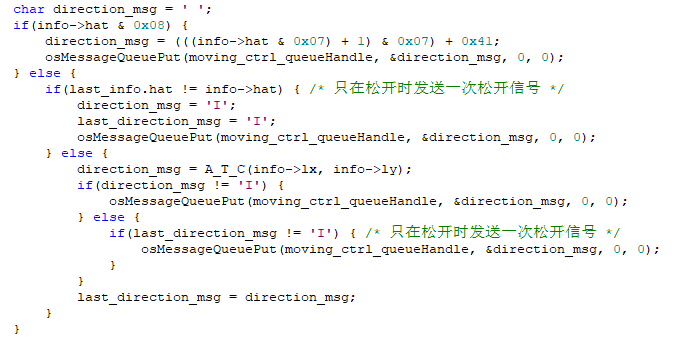 char direction_msg = ' ';
if(info->hat & 0x08) {
    direction_msg = (((info->hat & 0x07) + 1) & 0x07) + 0x41;
    osMessageQueuePut(moving_ctrl_queueHandle, &direction_msg, 0, 0);
} else {
    if(last_info.hat != info->hat) { /* 只在松开时发送一次松开信号 */
        direction_msg = 'I';
        last_direction_msg = 'I';
        osMessageQueuePut(moving_ctrl_queueHandle, &direction_msg, 0, 0);
    } else {
        direction_msg = A_T_C(info->lx, info->ly);
        if(direction_msg != 'I') {
            osMessageQueuePut(moving_ctrl_queueHandle, &direction_msg, 0, 0);
        } else {
            if(last_direction_msg != 'I') { /* 只在松开时发送一次松开信号 */
                osMessageQueuePut(moving_ctrl_queueHandle, &direction_msg, 0, 0);
            }
        }
        last_direction_msg = direction_msg;
    }
}